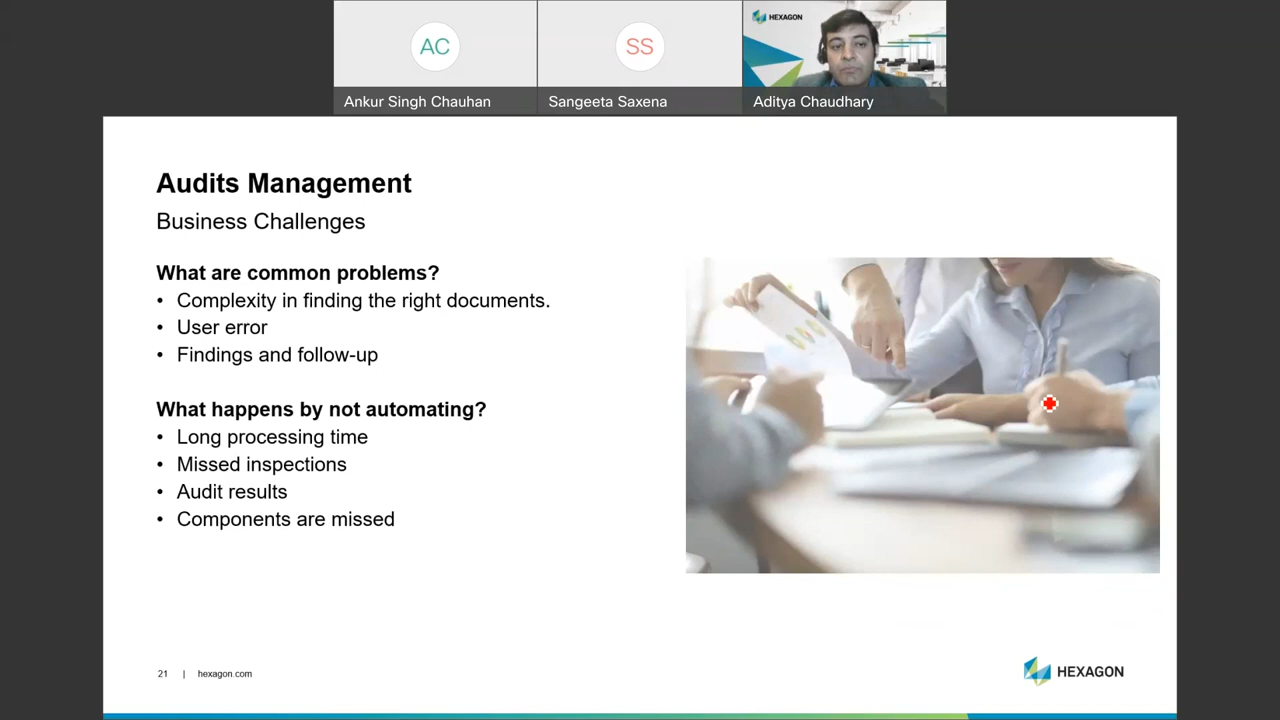 HEXAGON
AC
SS
Ankur Singh Chauhan
Sangeeta Saxena
Aditya Chaudhary
Audits Management
Business Challenges
What are common problems?
• Complexity in finding the right documents.
• User error
• Findings and follow-up
What happens by not automating?
• Long processing time
• Missed inspections
• Audit results
• Components are missed
21 | hexagon.com
HEXAGON